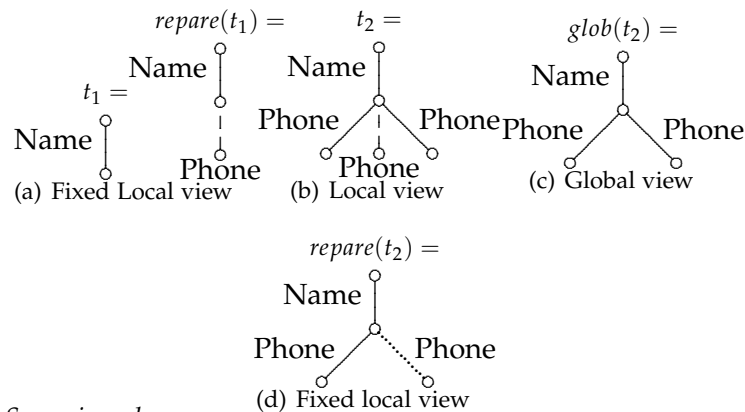 repare(t₁) =
t₂ =
glob(t₂) =
Name
Name
Name
t₁ =
Name
Phone
Phone
Phone
Phone
Phone
Phone
(a) Fixed Local view
(b) Local view
(c) Global view
repare(t₂) =
Name
Phone
Phone
(d) Fixed local view